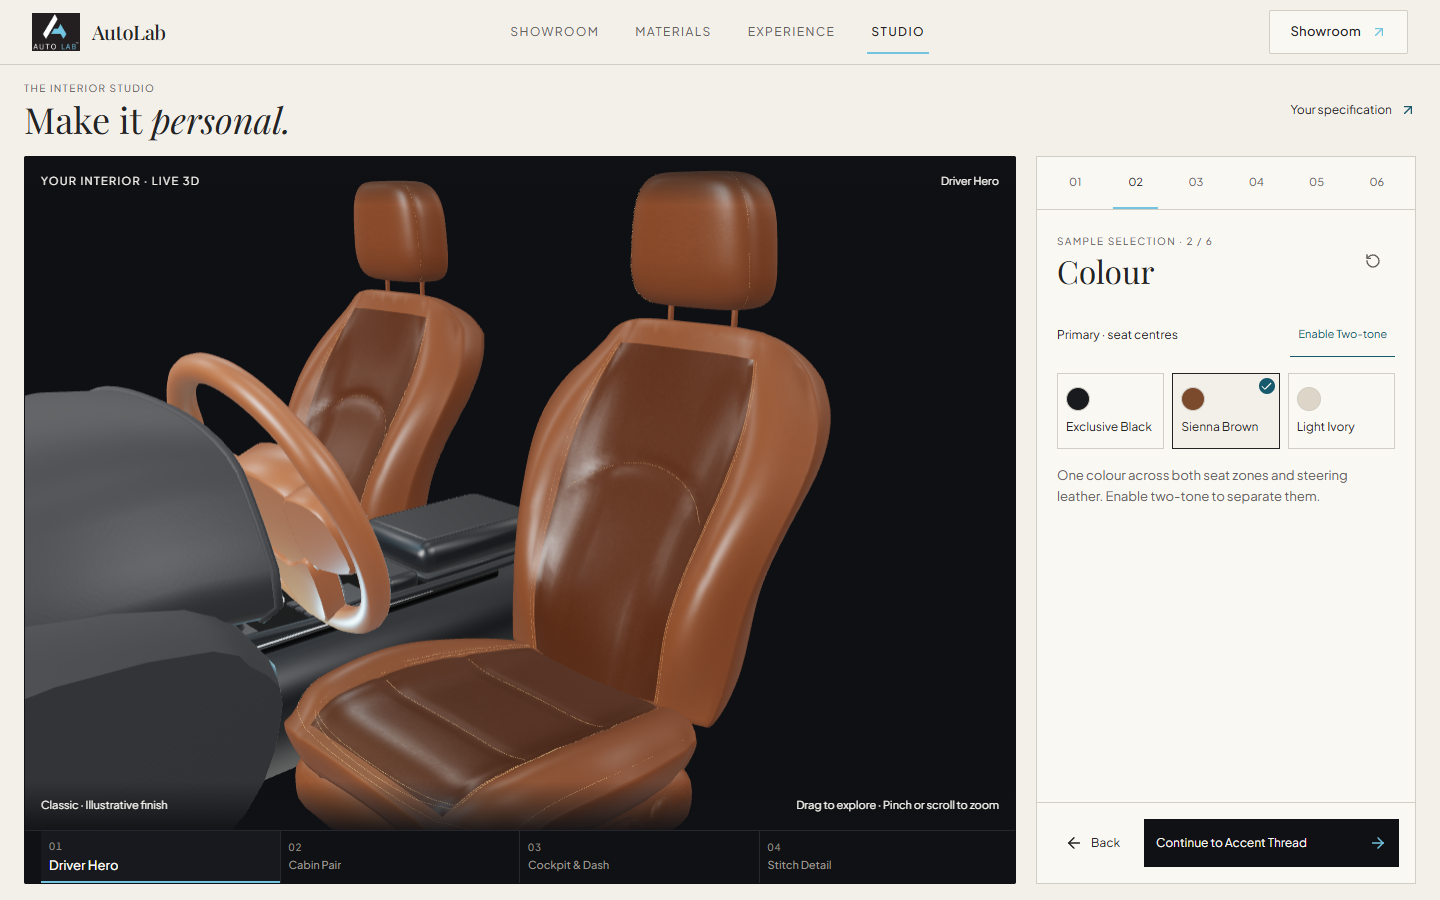 AUTO LAB
AutoLab
SHOWROOM
MATERIALS
EXPERIENCE
STUDIO
Showroom
THE INTERIOR STUDIO
Make it personal.
Your specification
YOUR INTERIOR · LIVE 3D
Driver Hero
Classic · Illustrative finish
Drag to explore · Pinch or scroll to zoom
01
Driver Hero
02
Cabin Pair
03
Cockpit & Dash
04
Stitch Detail
01
02
03
04
05
06
SAMPLE SELECTION · 2 / 6
Colour
Primary · seat centres
Enable Two-tone
Exclusive Black
Sienna Brown
Light Ivory
One colour across both seat zones and steering
leather. Enable two-tone to separate them.
Back
Continue to Accent Thread